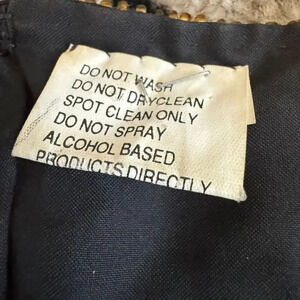 DO NOT WASH
DO NOT DRYCLEAN
SPOT CLEAN ONLY
DO NOT SPRAY
ALCOHOL BASED
PRODUCTS DIRECTLY